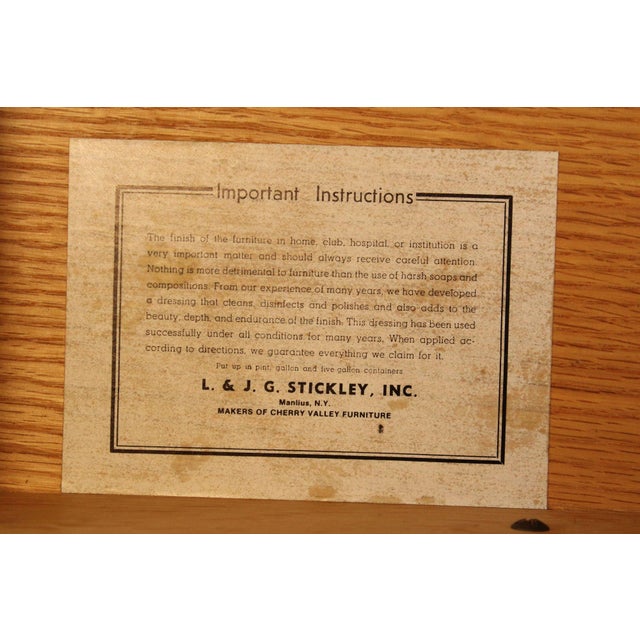 Important Instructions
The finish of the furniture in home, club, hospital, or institution is a
very important matter and should always receive careful attention.
Nothing is more detrimental to furniture than the use of harsh soaps and
compositions. From our experience of many years, we have developed
a dressing that cleans, disinfects and polishes and also adds to the
beauty, depth, and endurance of the finish. This dressing has been used
successfully under all conditions for many years. When applied ac-
cording to directions, we guarantee everything we claim for it.
Put up in pint, gallon and five gallon containers
L. & J. G. STICKLEY, INC.
Manlius, N.Y.
MAKERS OF CHERRY VALLEY FURNITURE